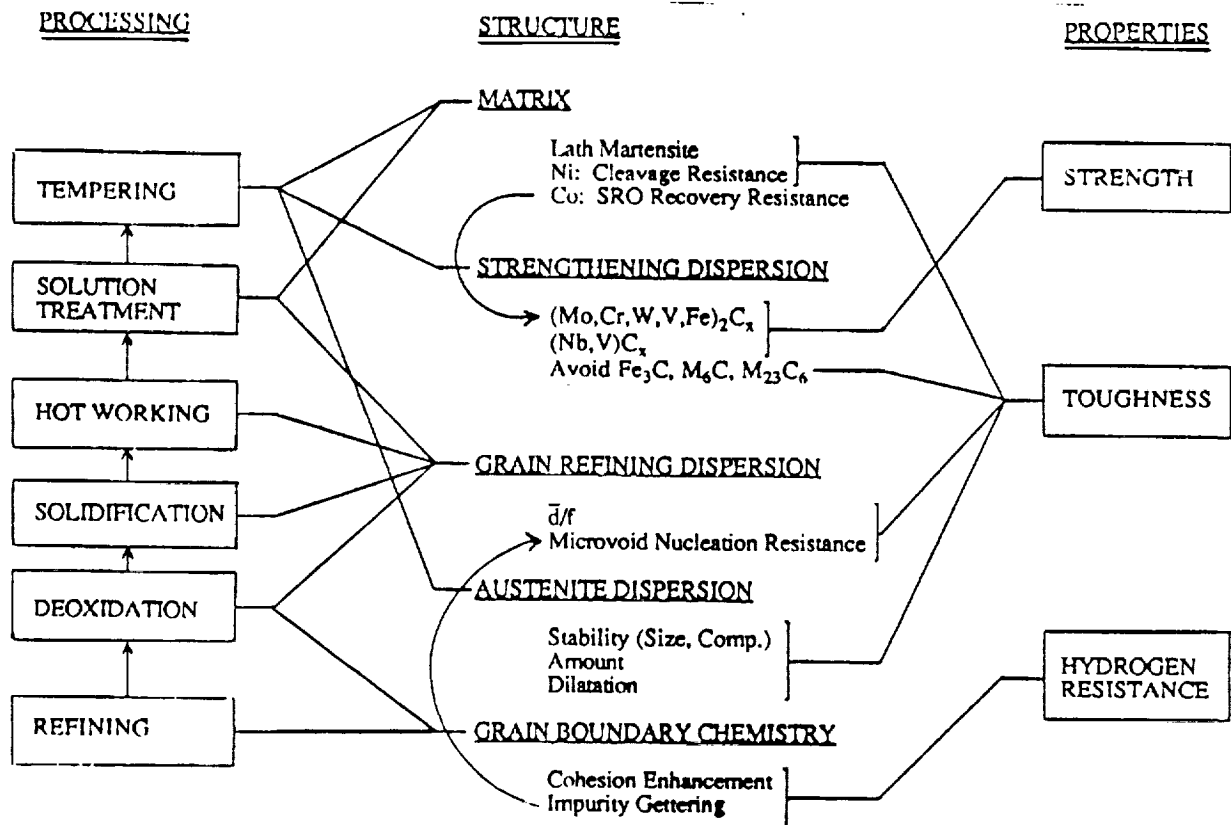 PROCESSING
STRUCTURE
PROPERTIES
MATRIX
Lath Martensite
Ni: Cleavage Resistance
Co: SRO Recovery Resistance
TEMPERING
STRENGTH
STRENGTHENING DISPERSION
SOLUTION
TREATMENT
(Mo,Cr,W,V,Fe)₂Cₓ
(Nb,V)Cₓ
Avoid Fe₃C, M₆C, M₂₃C₆
HOT WORKING
TOUGHNESS
GRAIN REFINING DISPERSION
SOLIDIFICATION
d̄/f
Microvoid Nucleation Resistance
AUSTENITE DISPERSION
DEOXIDATION
Stability (Size, Comp.)
Amount
Dilatation
HYDROGEN
RESISTANCE
REFINING
GRAIN BOUNDARY CHEMISTRY
Cohesion Enhancement
Impurity Gettering